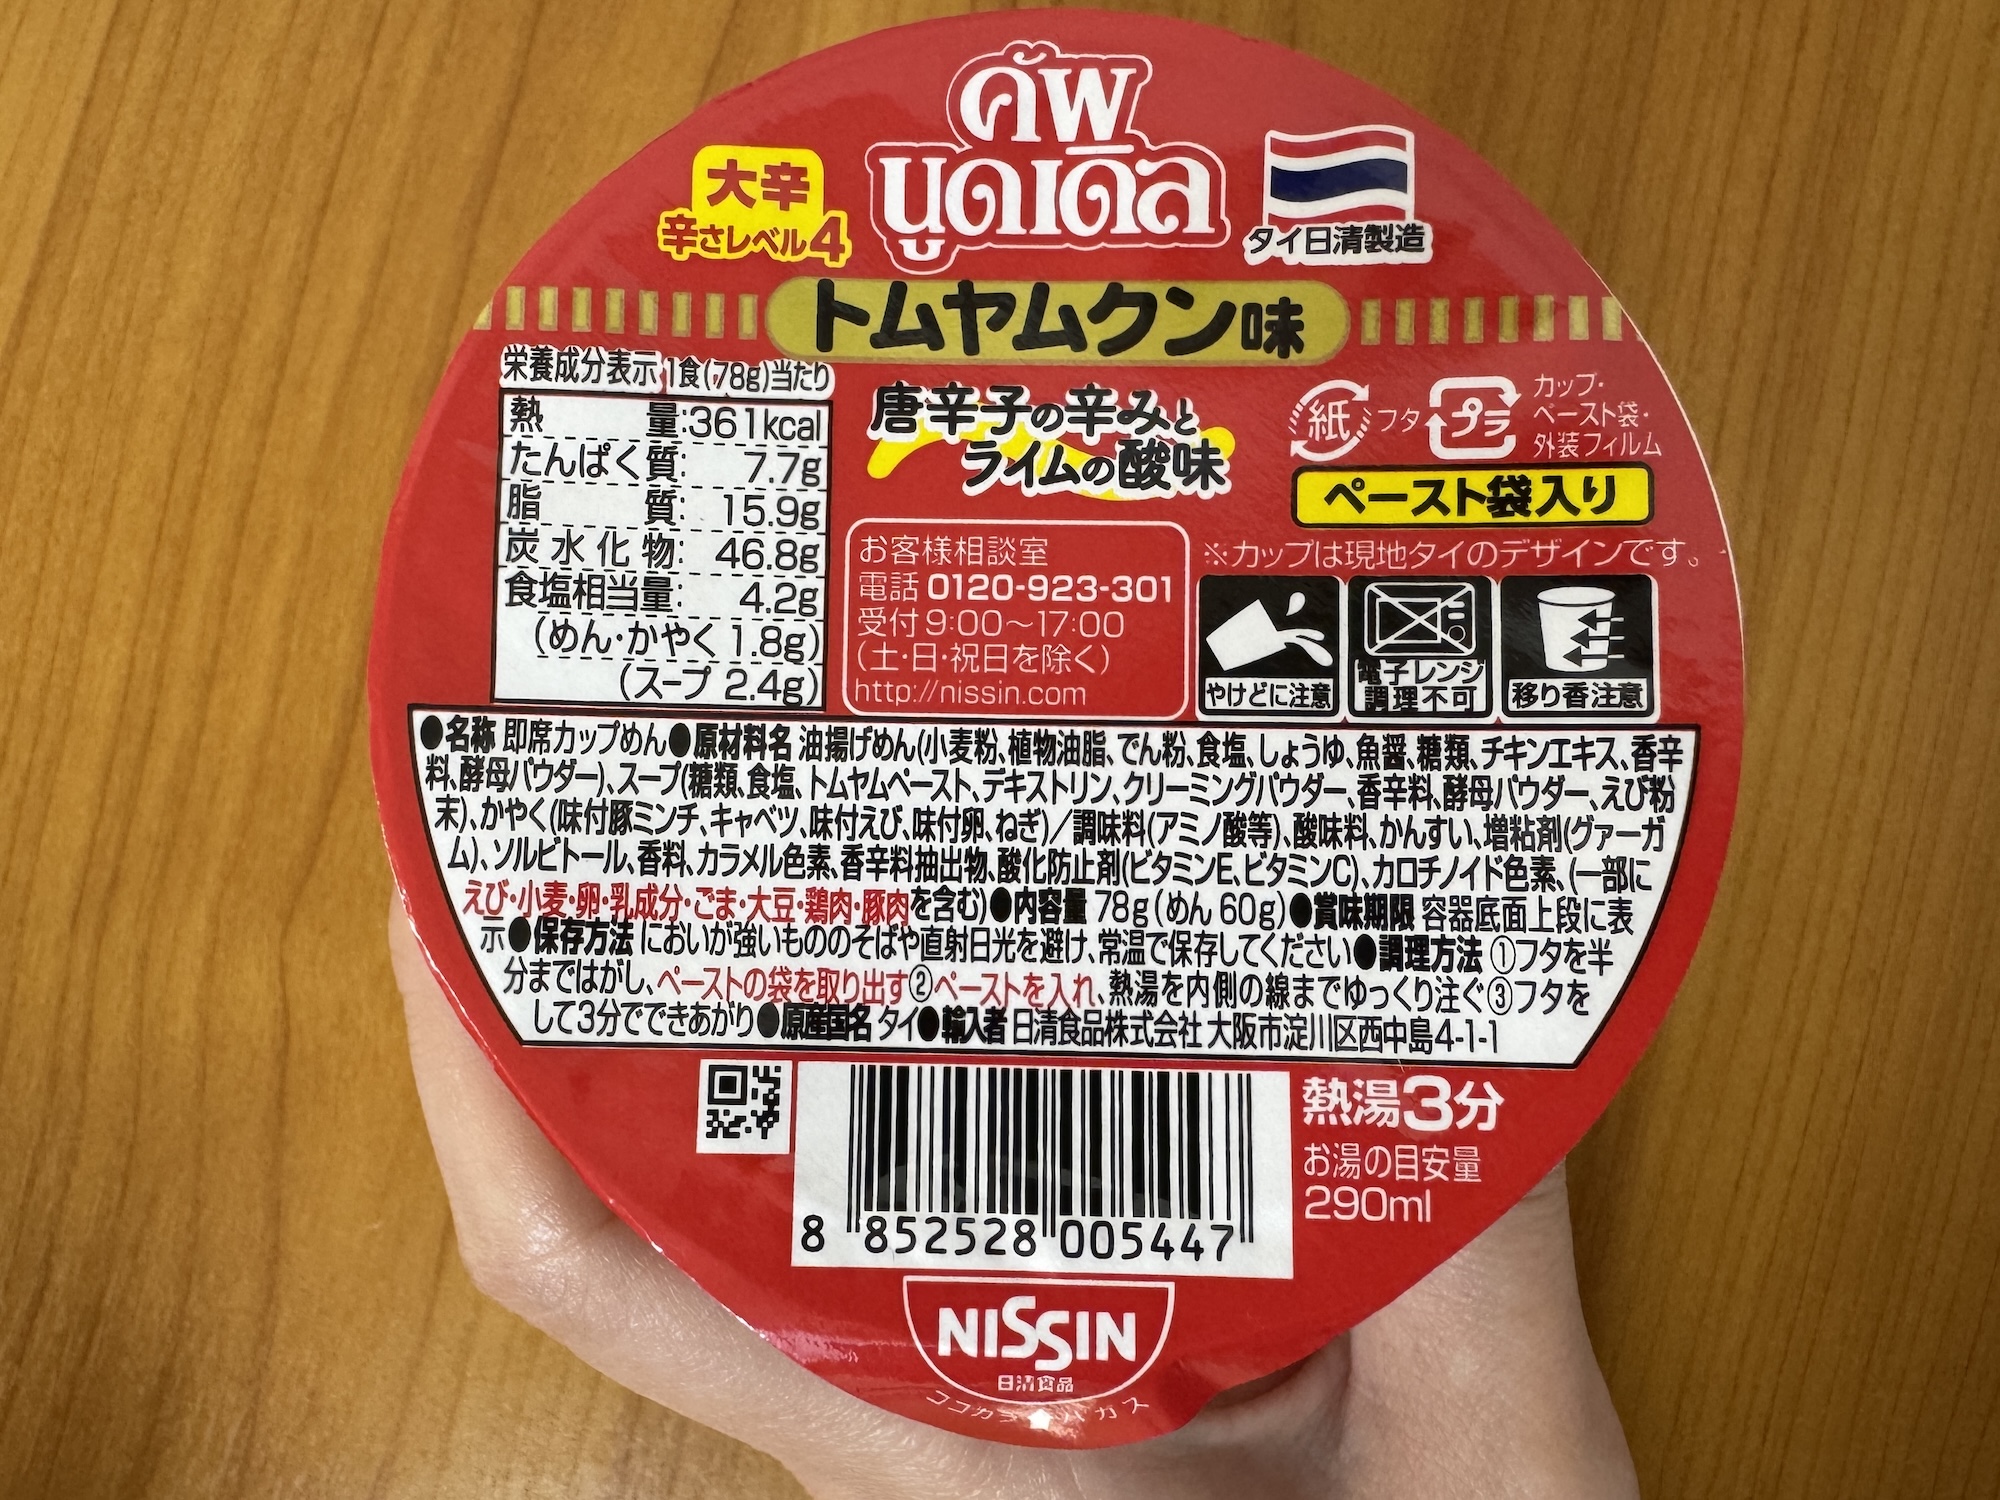 คัพ
นูดเดิล
大辛
辛さレベル4
タイ日清製造
トムヤムクン味
栄養成分表示 1食(78g)当たり
熱量:361kcal
たんぱく質: 7.7g
脂質: 15.9g
炭水化物: 46.8g
食塩相当量: 4.2g
(めん・かやく 1.8g)
(スープ 2.4g)
唐辛子の辛みと
ライムの酸味
お客様相談室
電話 0120-923-301
受付 9:00～17:00
(土・日・祝日を除く)
http://nissin.com
紙 フタ プラ カップ・
ペースト袋・
外装フィルム
ペースト袋入り
※カップは現地タイのデザインです。
やけどに注意
電子レンジ
調理不可
移り香注意
●名称 即席カップめん●原材料名 油揚げめん(小麦粉、植物油脂、でん粉、食塩、しょうゆ、魚醤、糖類、チキンエキス、香辛
料、酵母パウダー)、スープ(糖類、食塩、トムヤムペースト、デキストリン、クリーミングパウダー、香辛料、酵母パウダー、えび粉
末)、かやく(味付豚ミンチ、キャベツ、味付えび、味付卵、ねぎ)／調味料(アミノ酸等)、酸味料、かんすい、増粘剤(グァーガ
ム)、ソルビトール、香料、カラメル色素、香辛料抽出物、酸化防止剤(ビタミンE、ビタミンC)、カロチノイド色素、(一部に
えび・小麦・卵・乳成分・ごま・大豆・鶏肉・豚肉を含む)●内容量 78g(めん 60g)●賞味期限 容器底面上段に表
示●保存方法 においが強いもののそばや直射日光を避け、常温で保存してください●調理方法 ①フタを半
分まではがし、ペーストの袋を取り出す②ペーストを入れ、熱湯を内側の線までゆっくり注ぐ③フタを
して3分でできあがり●原産国名 タイ●輸入者 日清食品株式会社 大阪市淀川区西中島4-1-1
8 852528 005447
熱湯3分
お湯の目安量
290ml
NISSIN
日清食品